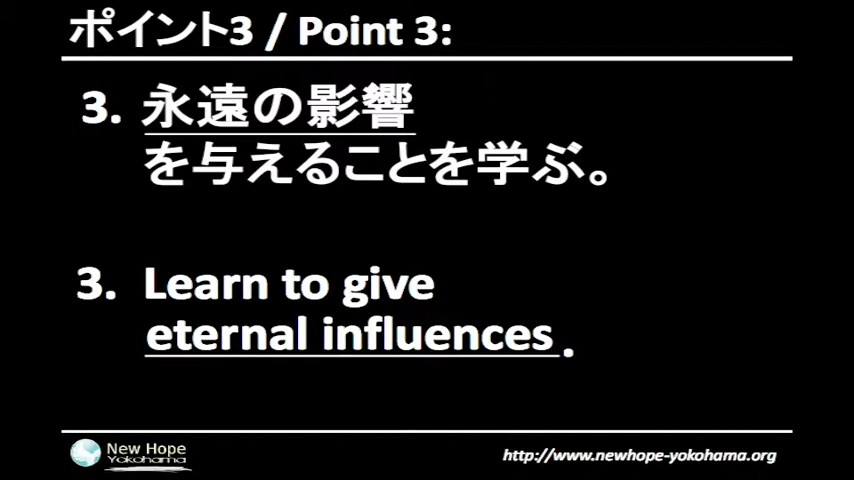 ポイント3 / Point 3:
3. 永遠の影響
を与えることを学ぶ。
3. Learn to give
eternal influences.
New Hope
Yokohama
http://www.newhope-yokohama.org